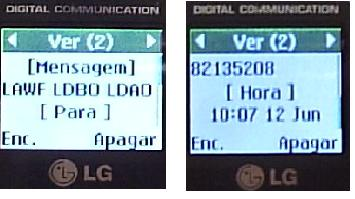 DIGITAL COMMUNICATION
Ver (2)
[Mensagem]
LAWF LDBO LDAO
[ Para ]
Enc. Apagar
LG
DIGITAL COMMUNICATION
Ver (2)
82135208
[ Hora ]
10:07 12 Jun
Enc. Apagar
LG